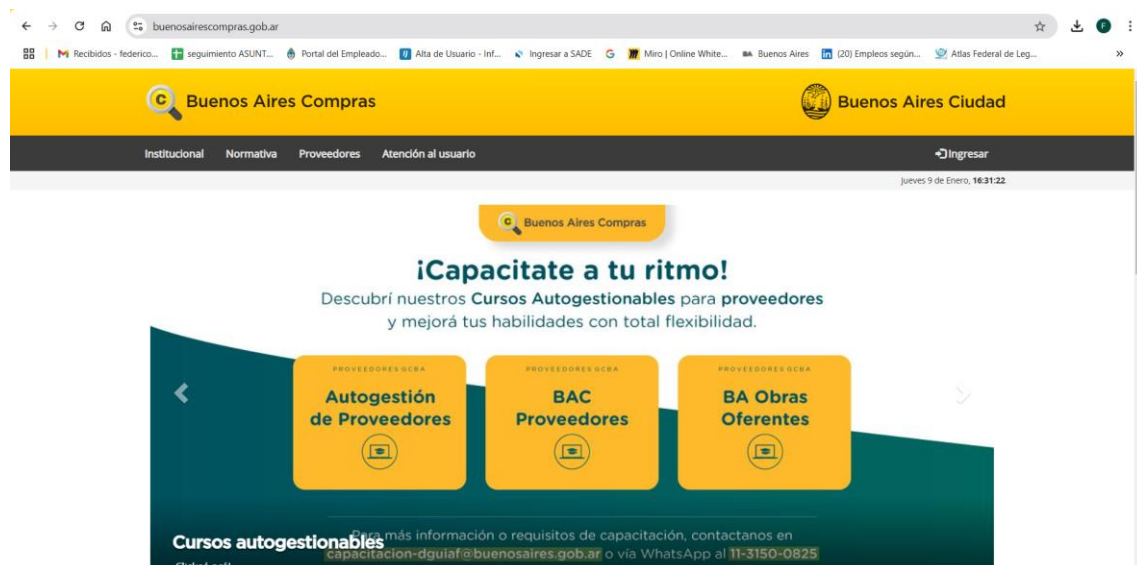 buenosairescompras.gob.ar
Recibidos - federico... seguimiento ASUNT... Portal del Empleado... Alta de Usuario - Inf... Ingresar a SADE Miro | Online White... BA Buenos Aires (20) Empleos según... Atlas Federal de Leg... »
C Buenos Aires Compras Buenos Aires Ciudad
Institucional Normativa Proveedores Atención al usuario Ingresar
Jueves 9 de Enero, 16:31:22
C Buenos Aires Compras
¡Capacitate a tu ritmo!
Descubrí nuestros Cursos Autogestionables para proveedores
y mejorá tus habilidades con total flexibilidad.
PROVEEDORES GCBA PROVEEDORES GCBA PROVEEDORES GCBA
Autogestión BAC BA Obras
de Proveedores Proveedores Oferentes
Para más información o requisitos de capacitación, contactanos en
Cursos autogestionables
capacitacion-dguiaf@buenosaires.gob.ar o vía WhatsApp al 11-3150-0825